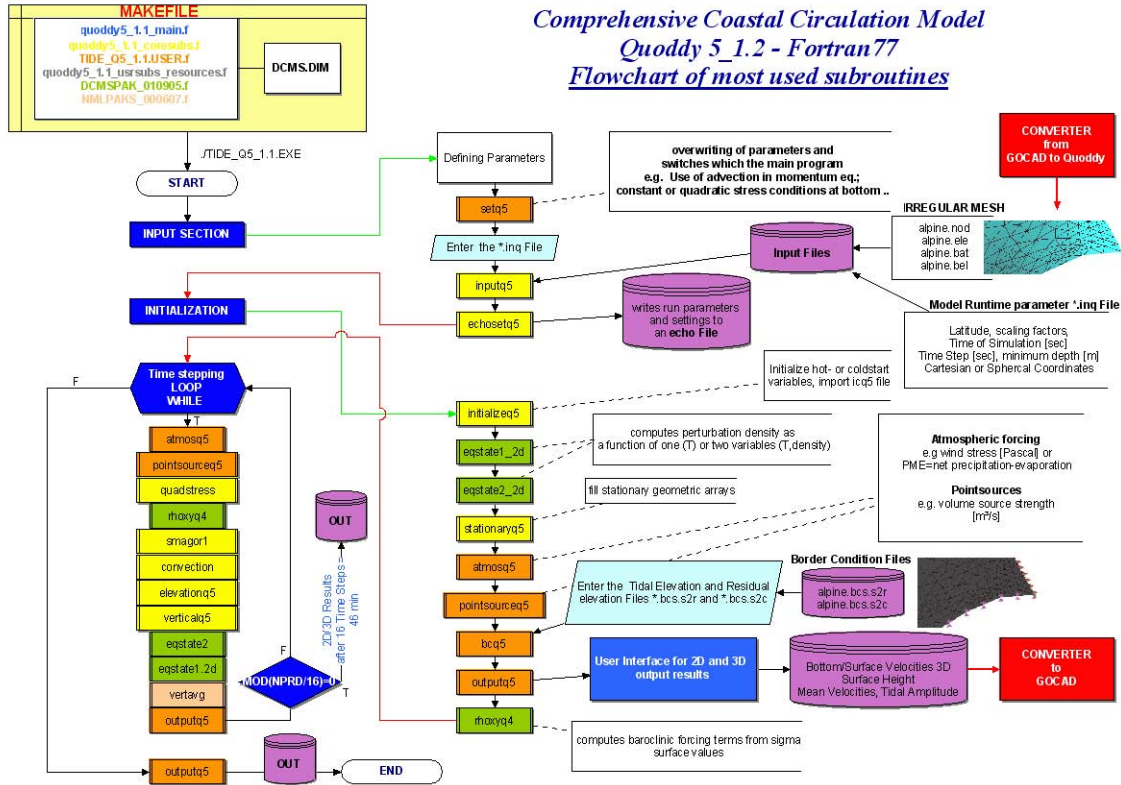 MAKEFILE
quoddy5_1.1_main.f
quoddy5_1.1_coresubs.f
TIDE_Q5_1.1.USER.f
quoddy5_1.1_usrsubs_resources.f
DCMSPAK_010905.f
NMLPAKS_000607.f
DCMS.DIM
Comprehensive Coastal Circulation Model
Quoddy 5_1.2 - Fortran77
Flowchart of most used subroutines
./TIDE_Q5_1.1.EXE
START
INPUT SECTION
INITIALIZATION
Time stepping
LOOP
WHILE
F
T
atmosq5
pointsourceq5
quadstress
rhoxyq4
smagor1
convection
elevationq5
verticalq5
eqstate2
eqstate1.2d
vertavg
outputq5
F
MOD(NPRD/16)=0
T
2D/3D Results
after 16 Time Steps =
46 min
OUT
outputq5
OUT
END
Defining Parameters
setq5
Enter the *.inq File
inputq5
echosetq5
writes run parameters
and settings to
an echo File
overwriting of parameters and
switches which the main program
e.g. Use of advection in momentum eq.;
constant or quadratic stress conditions at bottom ..
CONVERTER
from
GOCAD to Quoddy
IRREGULAR MESH
alpine.nod
alpine.ele
alpine.bat
alpine.bel
Input Files
Model Runtime parameter *.inq File
Latitude, scaling factors,
Time of Simulation [sec]
Time Step [sec], minimum depth [m]
Cartesian or Sphercal Coordinates
Initialize hot- or coldstart
variables, import icq5 file
initializeq5
eqstate1_2d
computes perturbation density as
a function of one (T) or two variables (T,density)
eqstate2_2d
fill stationary geometric arrays
stationaryq5
atmosq5
pointsourceq5
Atmospheric forcing
e.g wind stress [Pascal] or
PME=net precipitation-evaporation
Pointsources
e.g. volume source strength
[m³/s]
Enter the Tidal Elevation and Residual
elevation Files *.bcs.s2r and *.bcs.s2c
Border Condition Files
alpine.bcs.s2r
alpine.bcs.s2c
bcq5
outputq5
User Interface for 2D and 3D
output results
Bottom/Surface Velocities 3D
Surface Height
Mean Velocities, Tidal Amplitude
CONVERTER
to
GOCAD
rhoxyq4
computes baroclinic forcing terms from sigma
surface values